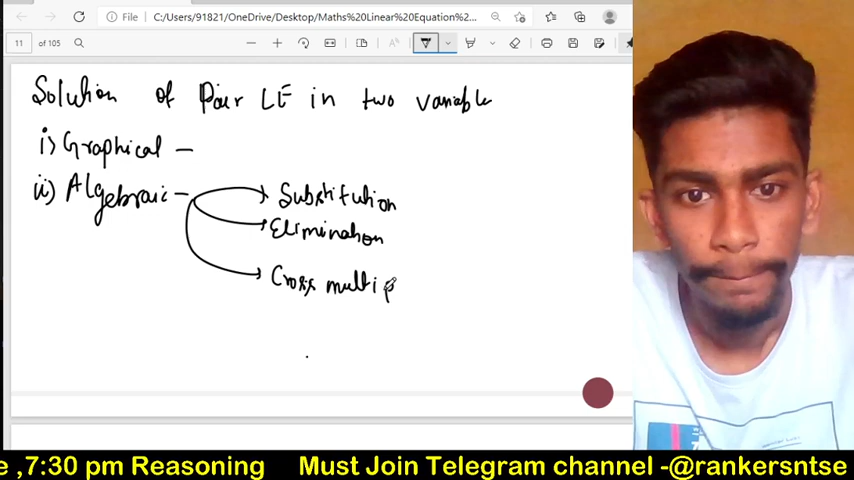 File | C:/Users/91821/OneDrive/Desktop/Maths%20Linear%20Equation%2...
11 of 105
Solution of Pair LE in two variable
i) Graphical -
ii) Algebraic - Substitution
Elimination
Cross multip
e ,7:30 pm Reasoning Must Join Telegram channel -@rankersntse